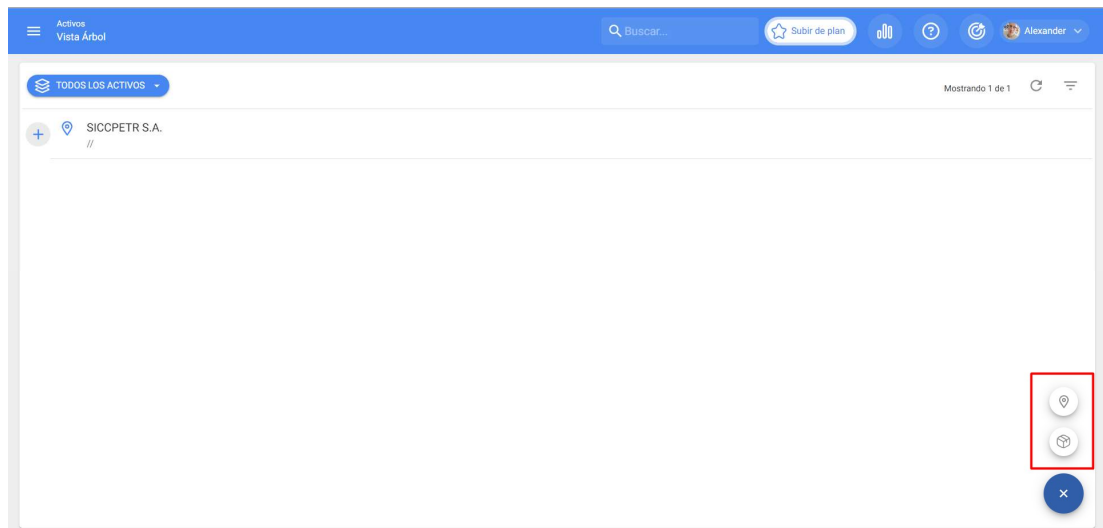 Activos
Vista Árbol
Buscar...
Subir de plan
Alexander
TODOS LOS ACTIVOS
Mostrando 1 de 1
SICCPETR S.A.
//